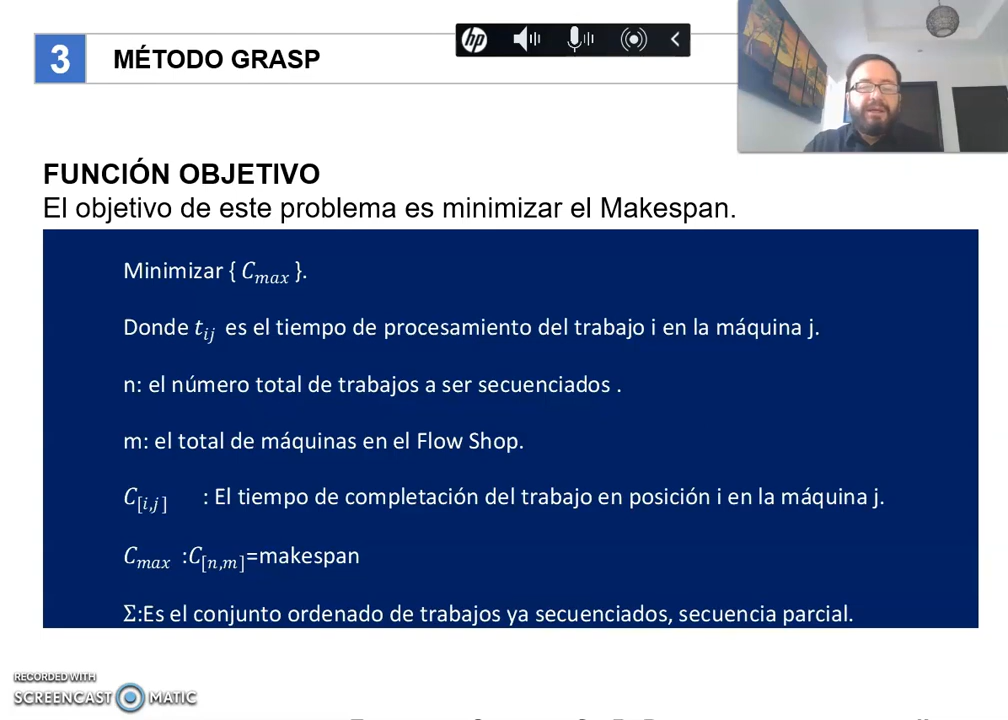 3 MÉTODO GRASP
hp
FUNCIÓN OBJETIVO
El objetivo de este problema es minimizar el Makespan.
Minimizar { C_max }.
Donde t_ij es el tiempo de procesamiento del trabajo i en la máquina j.
n: el número total de trabajos a ser secuenciados .
m: el total de máquinas en el Flow Shop.
C_[i,j] : El tiempo de completación del trabajo en posición i en la máquina j.
C_max :C_[n,m]=makespan
Σ:Es el conjunto ordenado de trabajos ya secuenciados, secuencia parcial.
RECORDED WITH
SCREENCAST MATIC